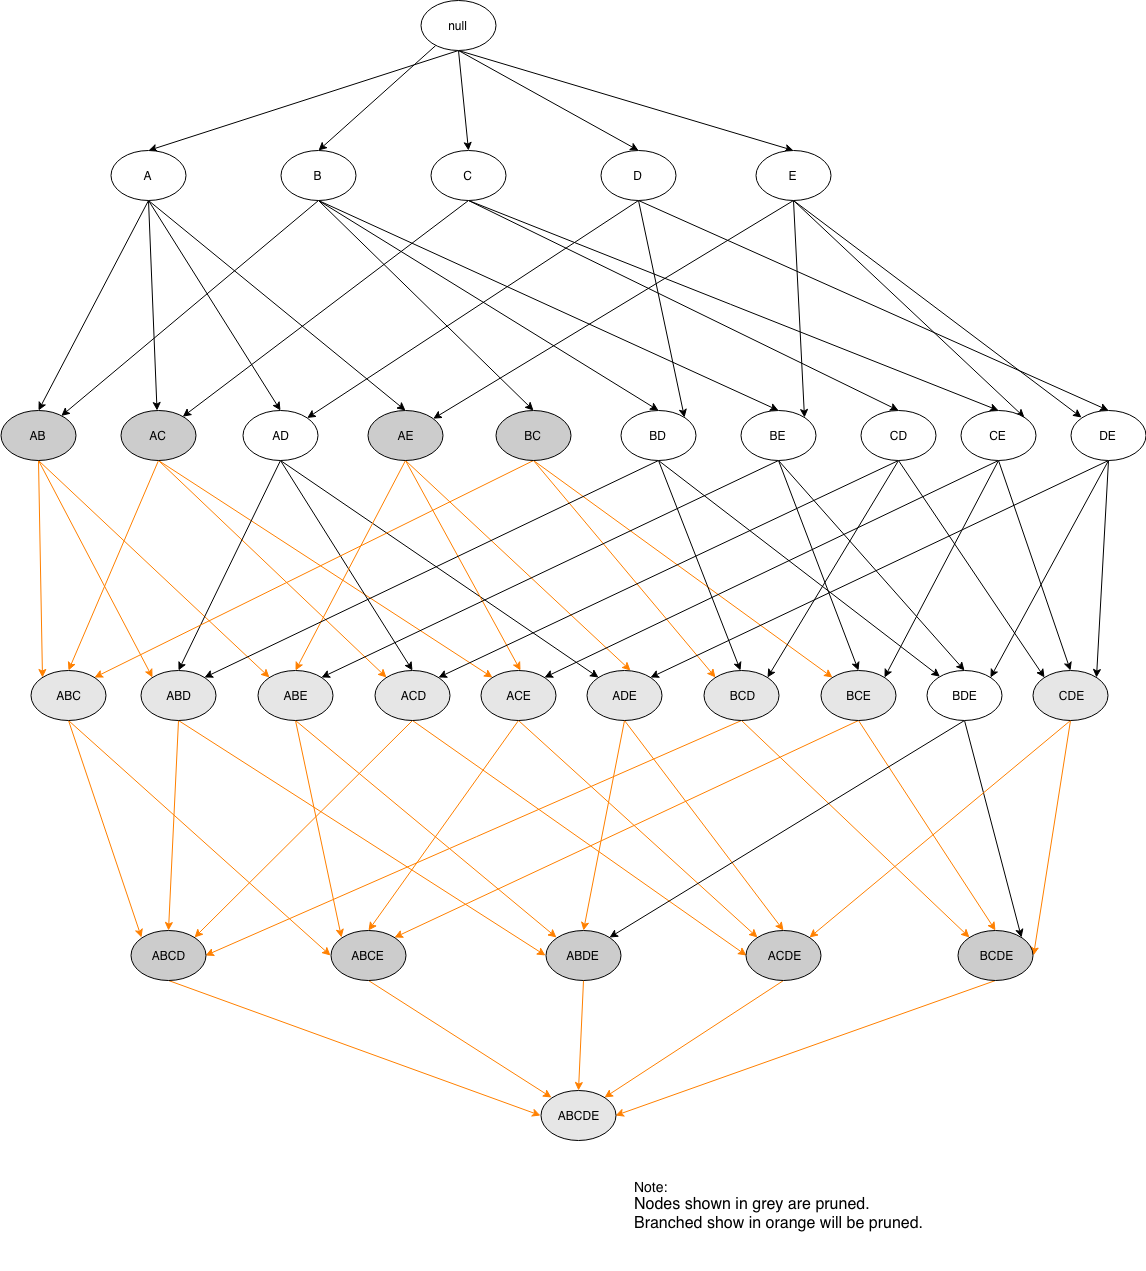 null
A B C D E
AB AC AD AE BC BD BE CD CE DE
ABC ABD ABE ACD ACE ADE BCD BCE BDE CDE
ABCD ABCE ABDE ACDE BCDE
ABCDE
Note:
Nodes shown in grey are pruned.
Branched show in orange will be pruned.